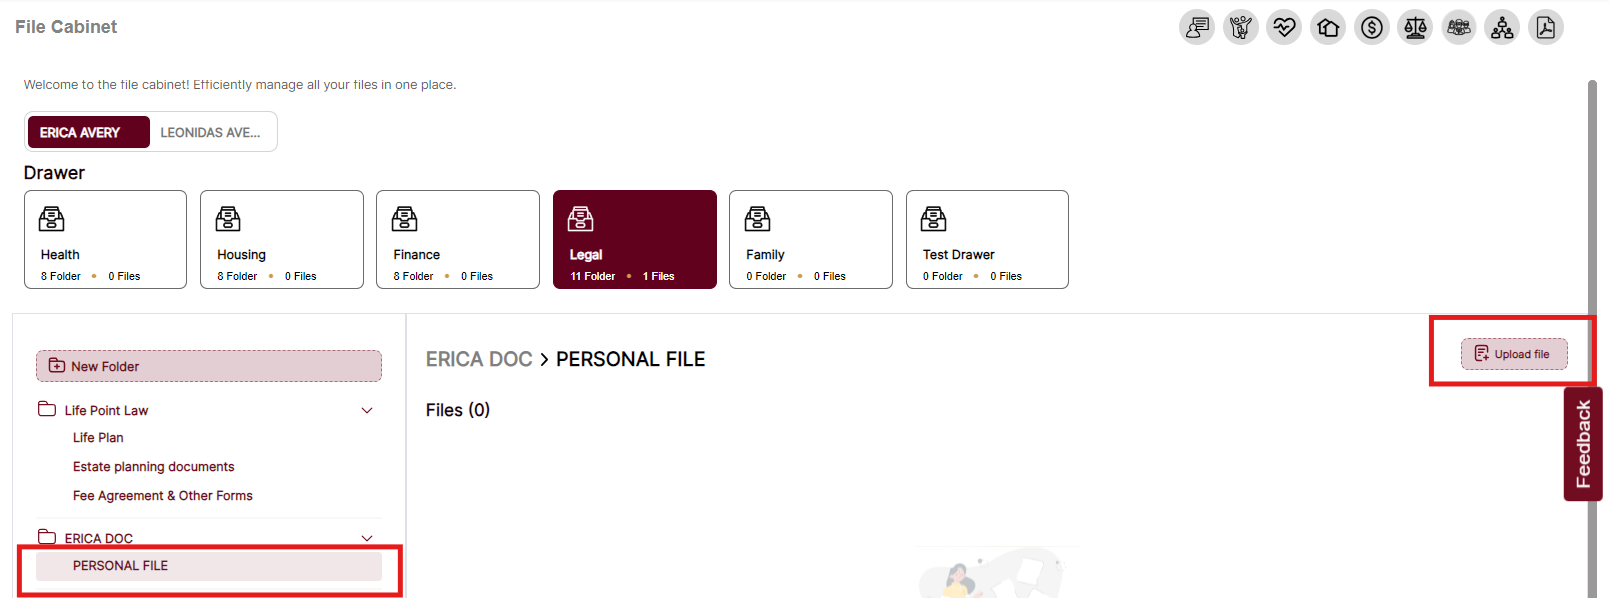 File Cabinet
Welcome to the file cabinet! Efficiently manage all your files in one place.
ERICA AVERY LEONIDAS AVE...
Drawer
Health
8 Folder • 0 Files
Housing
8 Folder • 0 Files
Finance
8 Folder • 0 Files
Legal
11 Folder • 1 Files
Family
0 Folder • 0 Files
Test Drawer
0 Folder • 0 Files
New Folder
Life Point Law
Life Plan
Estate planning documents
Fee Agreement & Other Forms
ERICA DOC
PERSONAL FILE
ERICA DOC > PERSONAL FILE
Upload file
Files (0)
Feedback